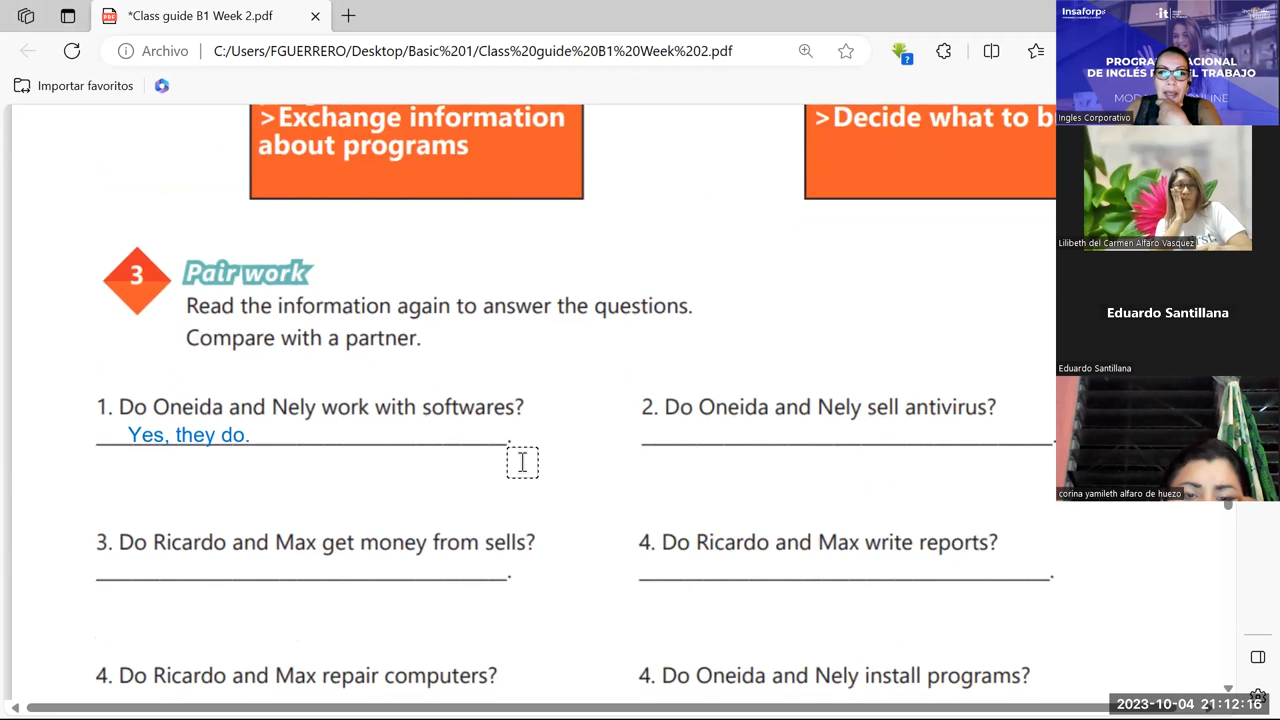 *Class guide B1 Week 2.pdf
Archivo
C:/Users/FGUERRERO/Desktop/Basic%201/Class%20guide%20B1%20Week%202.pdf
Importar favoritos
>Exchange information
about programs
>Decide what to b
3
Pair work
Read the information again to answer the questions.
Compare with a partner.
1. Do Oneida and Nely work with softwares?
Yes, they do.
2. Do Oneida and Nely sell antivirus?
3. Do Ricardo and Max get money from sells?
4. Do Ricardo and Max write reports?
4. Do Ricardo and Max repair computers?
4. Do Oneida and Nely install programs?
Insaforp
Ingles Corporativo
Lilibeth del Carmen Alfaro Vasquez
Eduardo Santillana
Eduardo Santillana
corina yamileth alfaro de huezo
2023-10-04 21:12:16